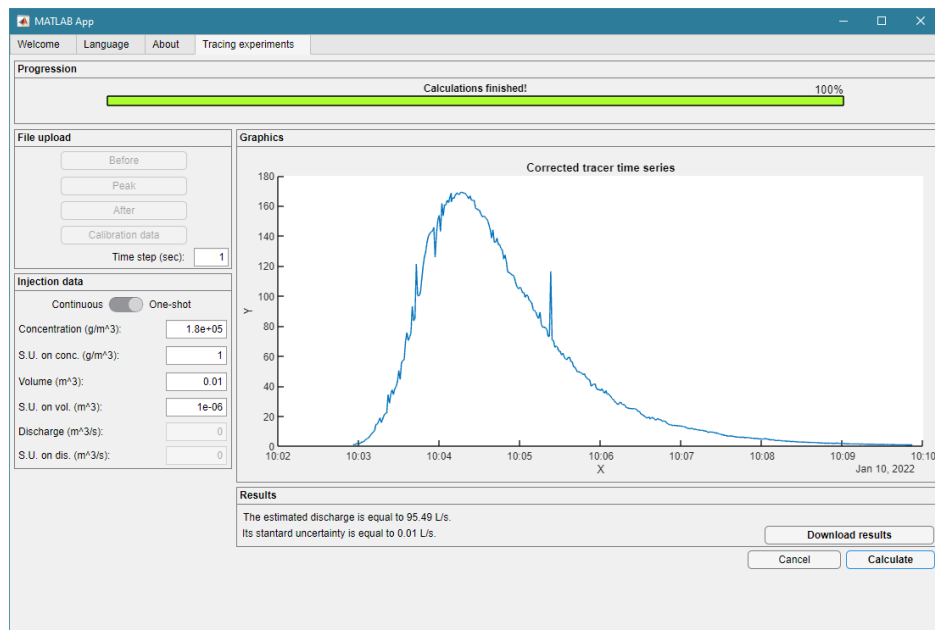 MATLAB App
Welcome Language About Tracing experiments
Progression
Calculations finished!
100%
File upload
Before
Peak
After
Calibration data
Time step (sec): 1
Injection data
Continuous One-shot
Concentration (g/m^3): 1.8e+05
S.U. on conc. (g/m^3): 1
Volume (m^3): 0.01
S.U. on vol. (m^3): 1e-06
Discharge (m^3/s): 0
S.U. on dis. (m^3/s): 0
Graphics
Corrected tracer time series
180
160
140
120
100
80
60
40
20
0
Y
10:02 10:03 10:04 10:05 10:06 10:07 10:08 10:09 10:10
X
Jan 10, 2022
Results
The estimated discharge is equal to 95.49 L/s.
Its stantard uncertainty is equal to 0.01 L/s.
Download results
Cancel Calculate